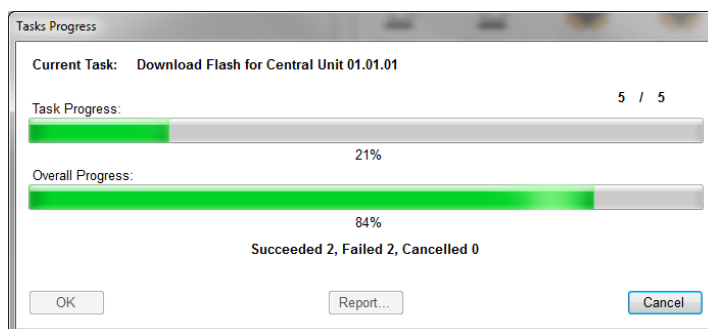 Tasks Progress
Current Task: Download Flash for Central Unit 01.01.01
5 / 5
Task Progress:
21%
Overall Progress:
84%
Succeeded 2, Failed 2, Cancelled 0
OK Report... Cancel